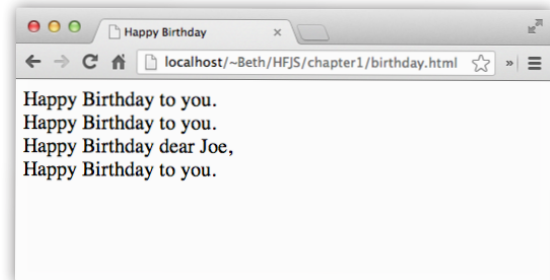 Happy Birthday
localhost/~Beth/HFJS/chapter1/birthday.html
Happy Birthday to you.
Happy Birthday to you.
Happy Birthday dear Joe,
Happy Birthday to you.